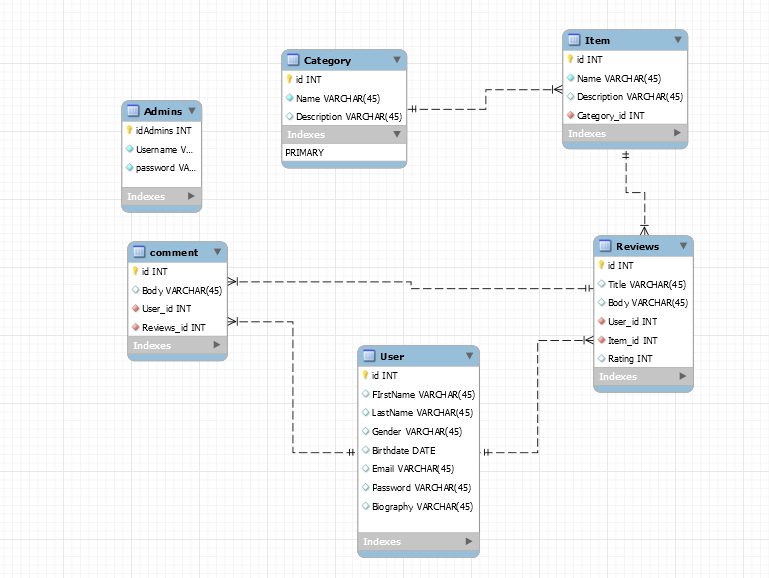 Category
id INT
Name VARCHAR(45)
Description VARCHAR(45)
Indexes
PRIMARY
Item
id INT
Name VARCHAR(45)
Description VARCHAR(45)
Category_id INT
Indexes
Admins
idAdmins INT
Username V...
password VA...
Indexes
comment
id INT
Body VARCHAR(45)
User_id INT
Reviews_id INT
Indexes
Reviews
id INT
Title VARCHAR(45)
Body VARCHAR(45)
User_id INT
Item_id INT
Rating INT
Indexes
User
id INT
FIrstName VARCHAR(45)
LastName VARCHAR(45)
Gender VARCHAR(45)
Birthdate DATE
Email VARCHAR(45)
Password VARCHAR(45)
Biography VARCHAR(45)
Indexes